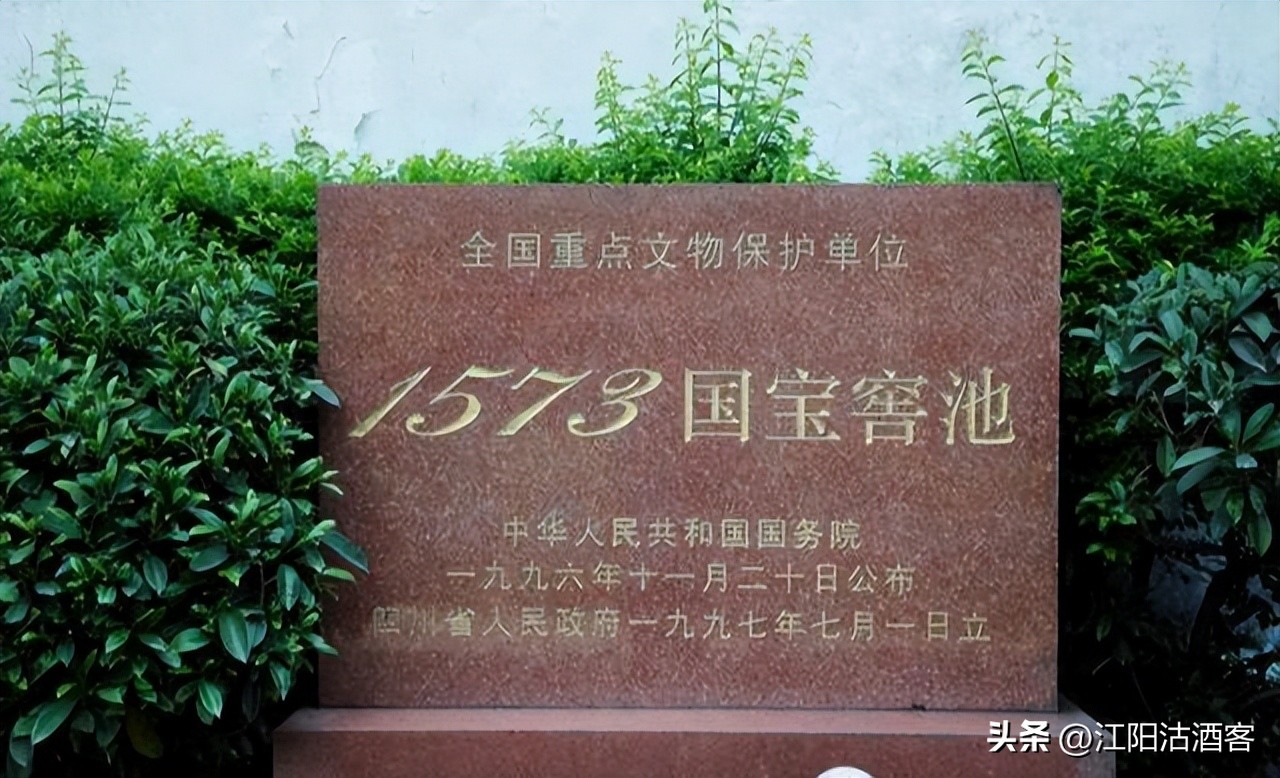 全国重点文物保护单位
1573国宝窖池
中华人民共和国国务院
一九九六年十一月二十日公布
四川省人民政府一九九七年七月一日立
头条 @江阳沽酒客